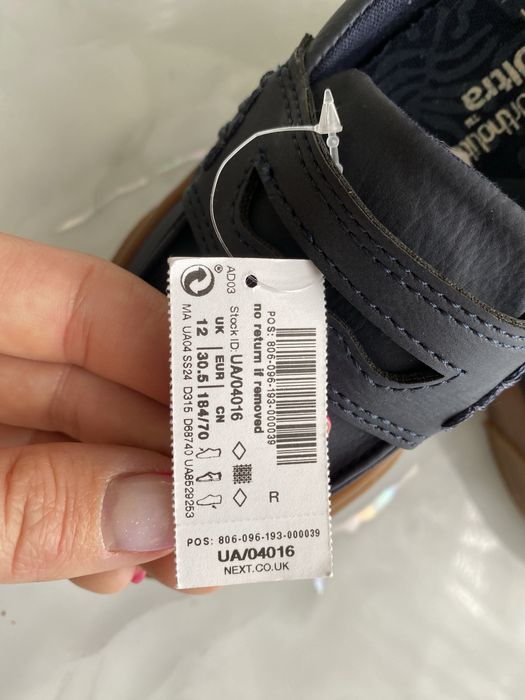 Ultra™
AD03
POS: 806-096-193-000039
no return if removed
Stock ID: UA/04016
UK | EUR | CN
12 | 30.5 | 184/70
MA UA04 SS24 D315 D68740 UA8529253
R
POS: 806-096-193-000039
UA/04016
NEXT.CO.UK